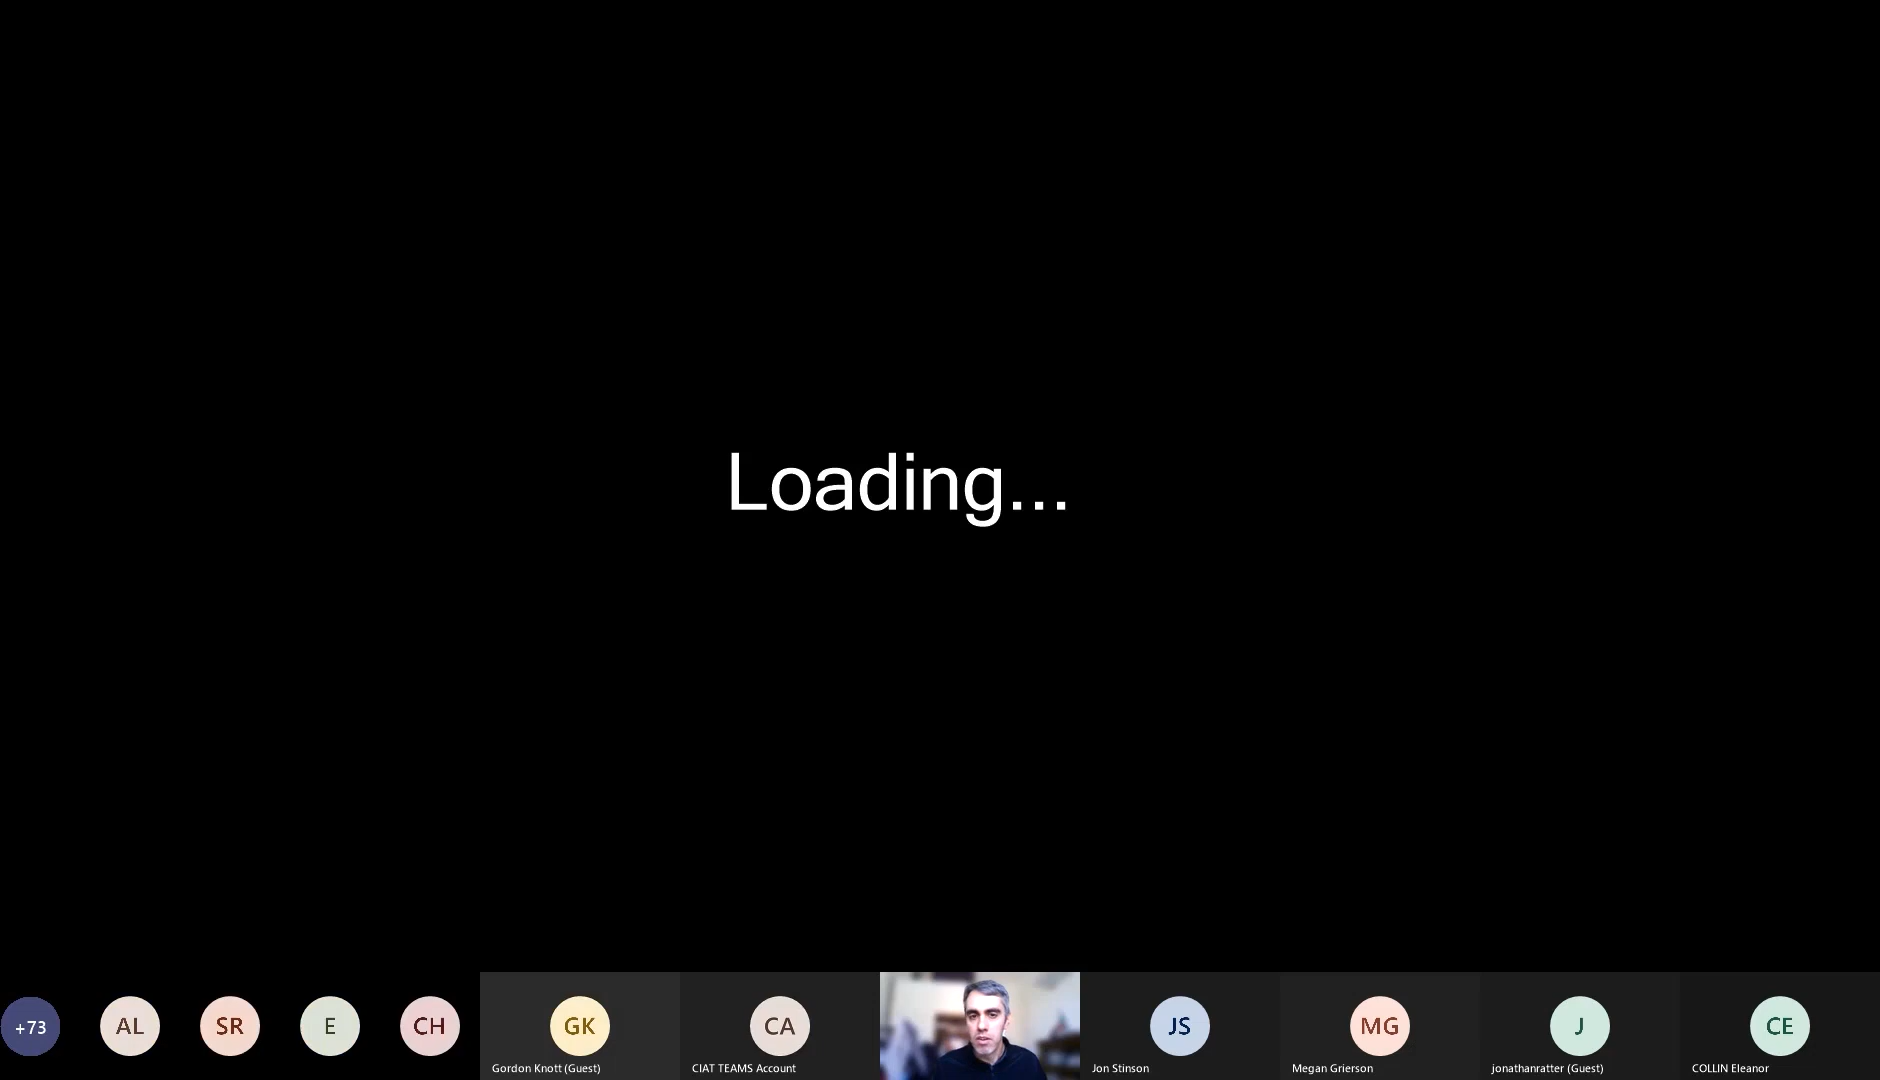 Loading...
+73
AL
SR
E
CH
GK
CA
JS
MG
J
CE
Gordon Knott (Guest)
CIAT TEAMS Account
Jon Stinson
Megan Grierson
jonathanratter (Guest)
COLLIN Eleanor